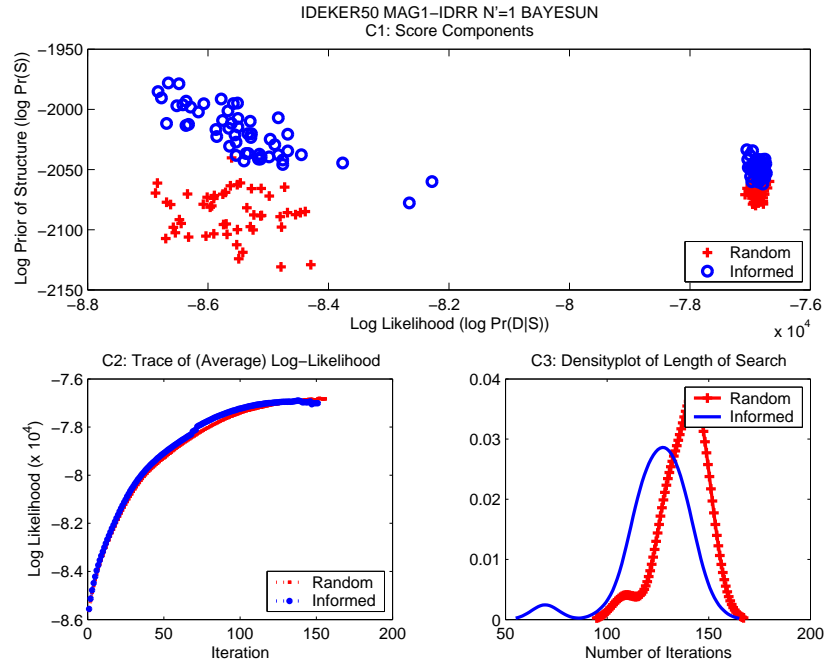 IDEKER50 MAG1−IDRR N'=1 BAYESUN
C1: Score Components
−1950
−2000
−2050
−2100
−2150
Log Prior of Structure (log Pr(S))
Random
Informed
−8.8 −8.6 −8.4 −8.2 −8 −7.8 −7.6
x 10^4
Log Likelihood (log Pr(D|S))
C2: Trace of (Average) Log−Likelihood
−7.6
−7.8
−8
−8.2
−8.4
−8.6
Log Likelihood (x 10^4)
Random
Informed
0 50 100 150 200
Iteration
C3: Densityplot of Length of Search
0.04
0.03
0.02
0.01
0
Random
Informed
50 100 150 200
Number of Iterations